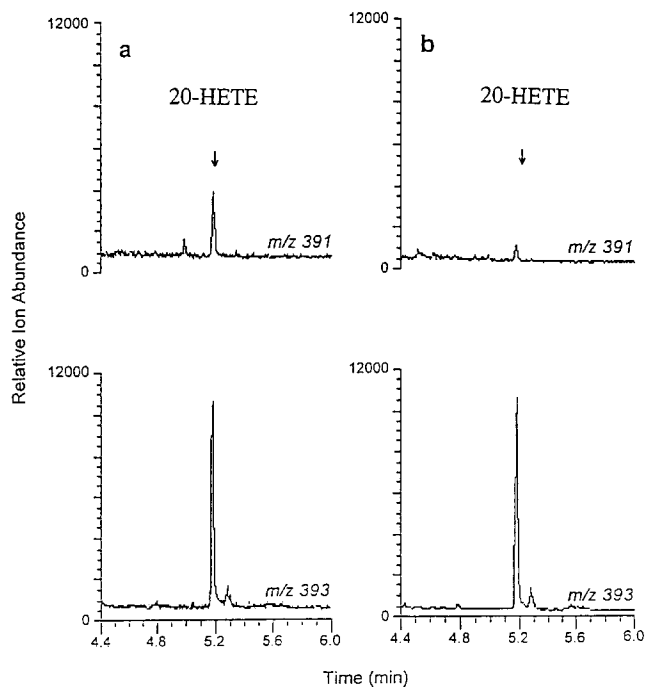 12000
a
20-HETE
m/z 391
0
12000
b
20-HETE
m/z 391
0
Relative Ion Abundance
12000
m/z 393
0
4.4 4.8 5.2 5.6 6.0
12000
m/z 393
0
4.4 4.8 5.2 5.6 6.0
Time (min)